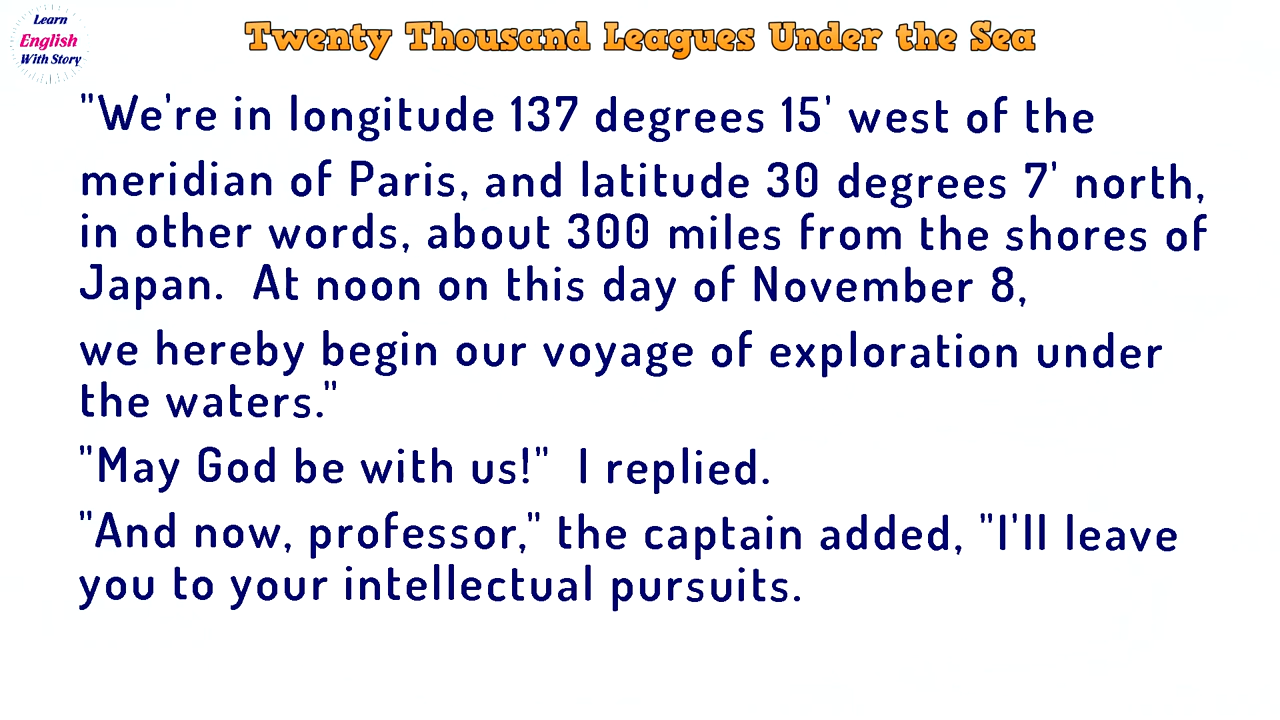 Learn
English
With Story
Twenty Thousand Leagues Under the Sea
"We're in longitude 137 degrees 15' west of the
meridian of Paris, and latitude 30 degrees 7' north,
in other words, about 300 miles from the shores of
Japan.  At noon on this day of November 8,
we hereby begin our voyage of exploration under
the waters."
"May God be with us!"  I replied.
"And now, professor," the captain added, "I'll leave
you to your intellectual pursuits.